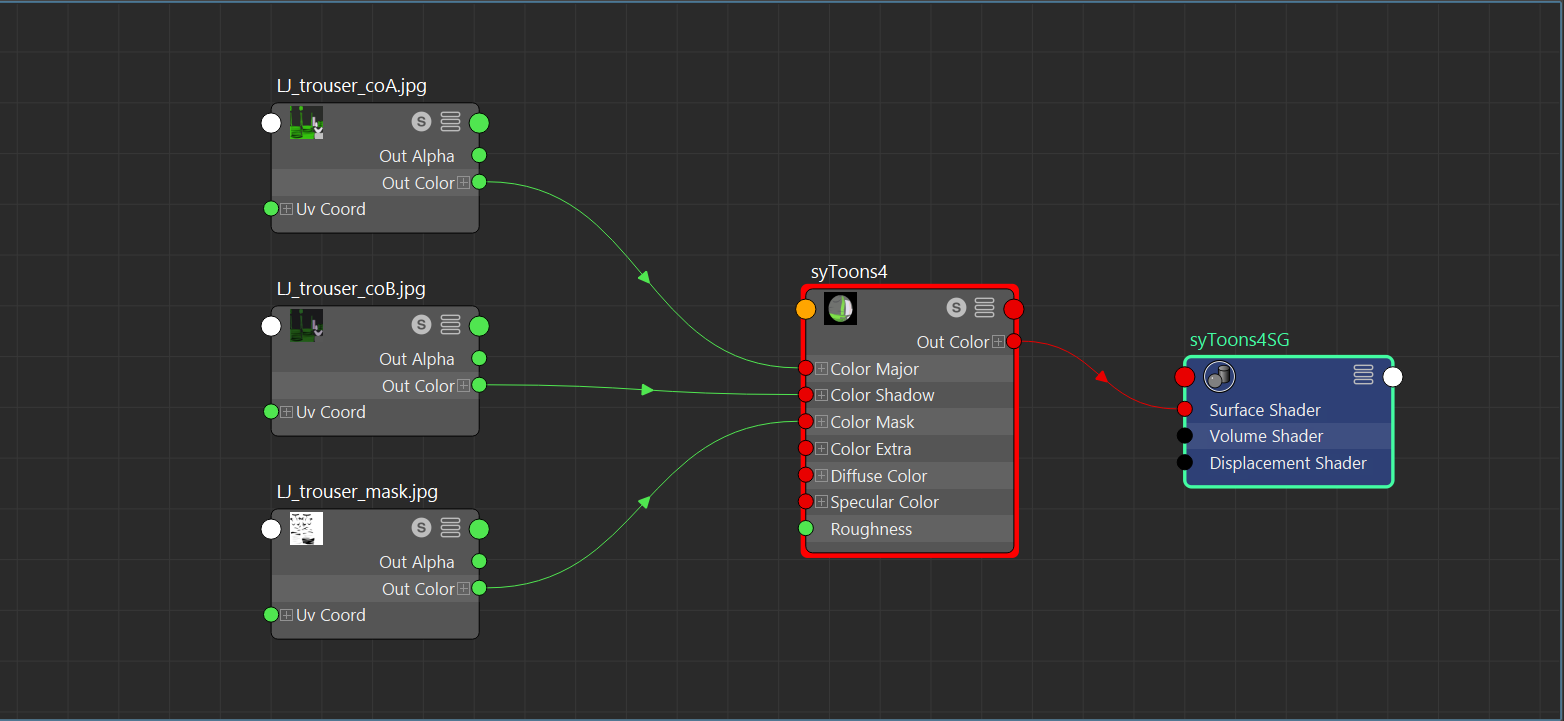 LJ_trouser_coA.jpg
S
Out Alpha
Out Color
Uv Coord
LJ_trouser_coB.jpg
S
Out Alpha
Out Color
Uv Coord
LJ_trouser_mask.jpg
S
Out Alpha
Out Color
Uv Coord
syToons4
S
Out Color
Color Major
Color Shadow
Color Mask
Color Extra
Diffuse Color
Specular Color
Roughness
syToons4SG
Surface Shader
Volume Shader
Displacement Shader